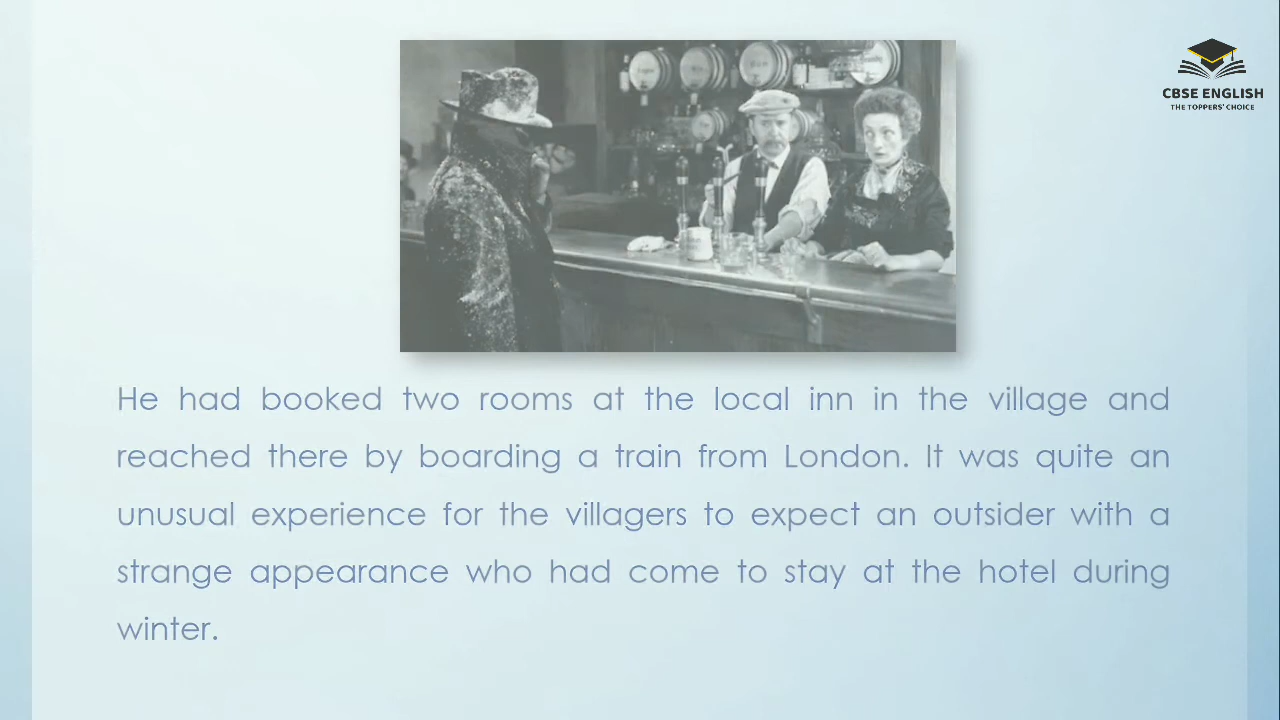 CBSE ENGLISH
THE TOPPERS' CHOICE
He had booked two rooms at the local inn in the village and
reached there by boarding a train from London. It was quite an
unusual experience for the villagers to expect an outsider with a
strange appearance who had come to stay at the hotel during
winter.